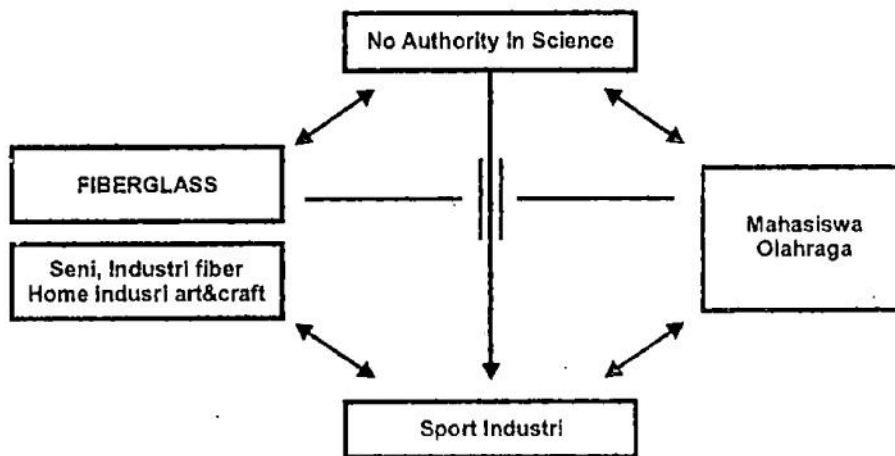 No Authority In Science
FIBERGLASS
Seni, Industri fiber
Home indusri art&craft
Mahasiswa
Olahraga
Sport Industri